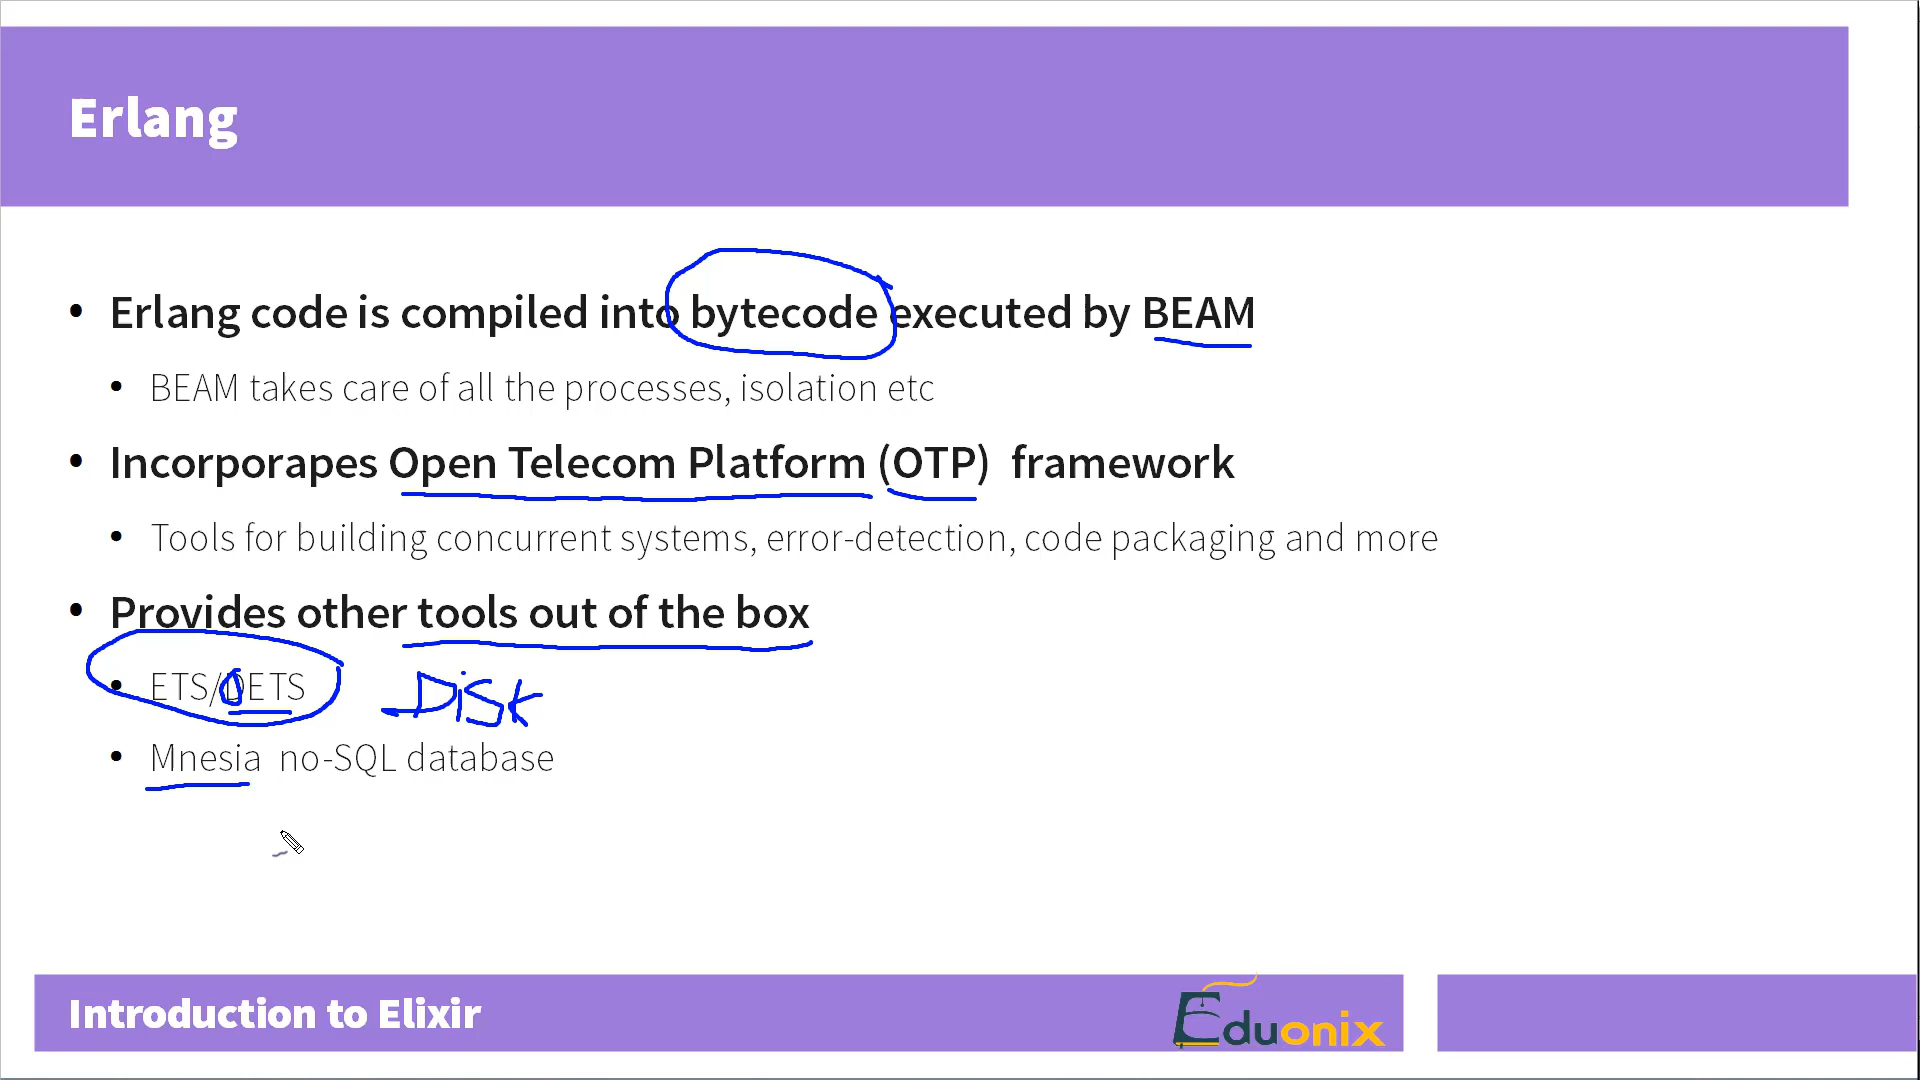 Erlang
• Erlang code is compiled into bytecode executed by BEAM
• BEAM takes care of all the processes, isolation etc
• Incorporapes Open Telecom Platform (OTP) framework
• Tools for building concurrent systems, error-detection, code packaging and more
• Provides other tools out of the box
• ETS/DETS Disk
• Mnesia no-SQL database
Introduction to Elixir
Eduonix